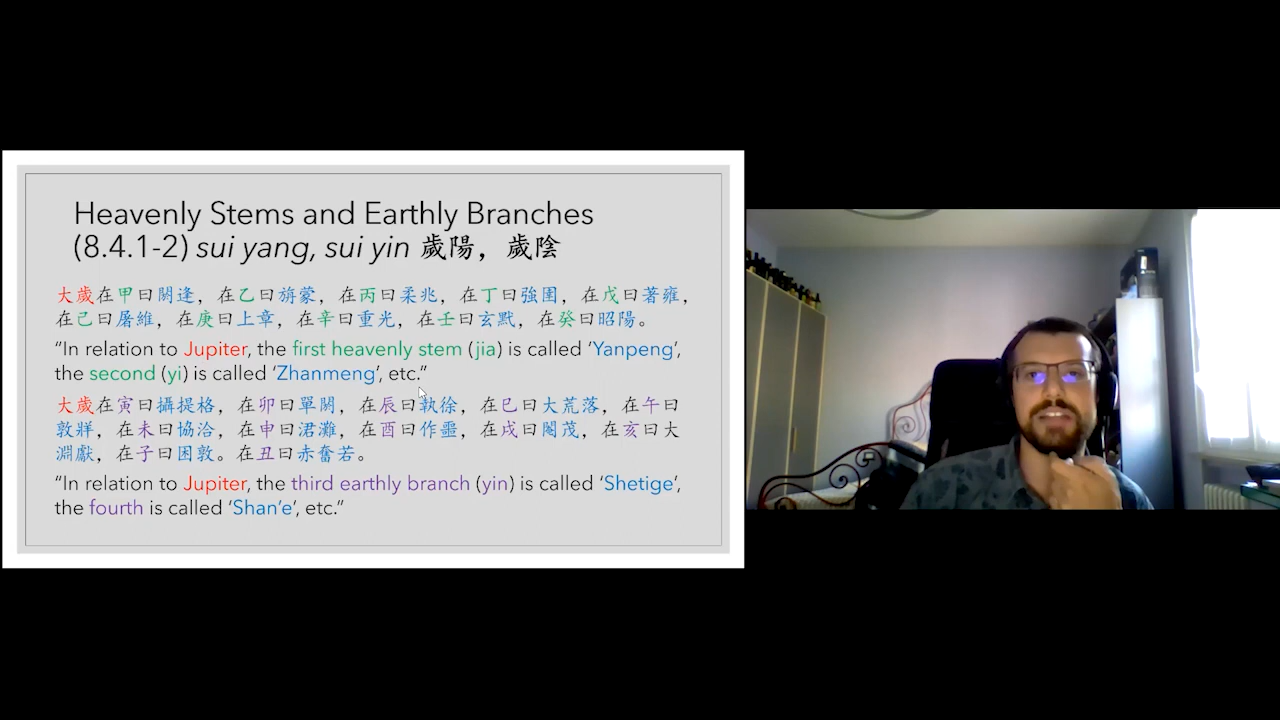 Heavenly Stems and Earthly Branches
(8.4.1-2) sui yang, sui yin 歲陽，歲陰
大歲在甲曰閼逢，在乙曰旃蒙，在丙曰柔兆，在丁曰強圉，在戊曰著雍，
在己曰屠維，在庚曰上章，在辛曰重光，在壬曰玄黓，在癸曰昭陽。
“In relation to Jupiter, the first heavenly stem (jia) is called ‘Yanpeng’,
the second (yi) is called ‘Zhanmeng’, etc.”
大歲在寅曰攝提格，在卯曰單閼，在辰曰執徐，在巳曰大荒落，在午曰
敦牂，在未曰協洽，在申曰涒灘，在酉曰作噩，在戌曰閹茂，在亥曰大
淵獻，在子曰困敦。在丑曰赤奮若。
“In relation to Jupiter, the third earthly branch (yin) is called ‘Shetige’,
the fourth is called ‘Shan’e’, etc.”